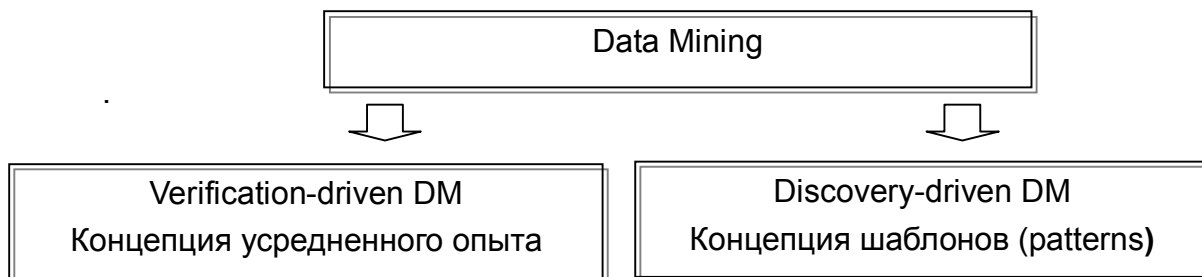 Data Mining
.
Verification-driven DM
Концепция усредненного опыта
Discovery-driven DM
Концепция шаблонов (patterns)